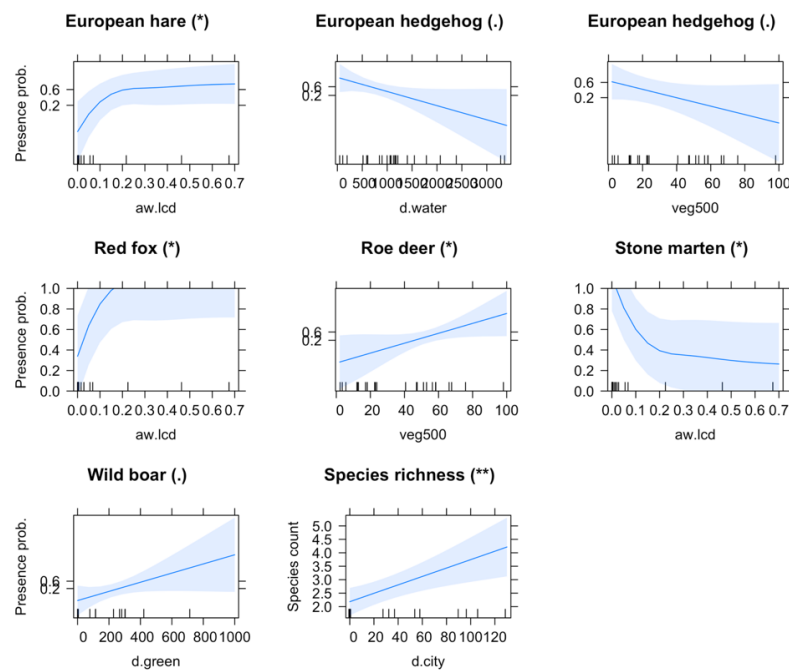 European hare (*)
Presence prob.
0.6
0.2
0.0 0.1 0.2 0.3 0.4 0.5 0.6 0.7
aw.lcd
European hedgehog (.)
0.6
0.2
0 500 1000 1500 2000 2500 3000
d.water
European hedgehog (.)
0.6
0.2
0 20 40 60 80 100
veg500
Red fox (*)
Presence prob.
1.0
0.8
0.6
0.4
0.2
0.0
0.0 0.1 0.2 0.3 0.4 0.5 0.6 0.7
aw.lcd
Roe deer (*)
0.6
0.2
0 20 40 60 80 100
veg500
Stone marten (*)
1.0
0.8
0.6
0.4
0.2
0.0
0.0 0.1 0.2 0.3 0.4 0.5 0.6 0.7
aw.lcd
Wild boar (.)
Presence prob.
0.6
0.2
0 200 400 600 800 1000
d.green
Species richness (**)
Species count
5.0
4.5
4.0
3.5
3.0
2.5
2.0
0 20 40 60 80 120
d.city